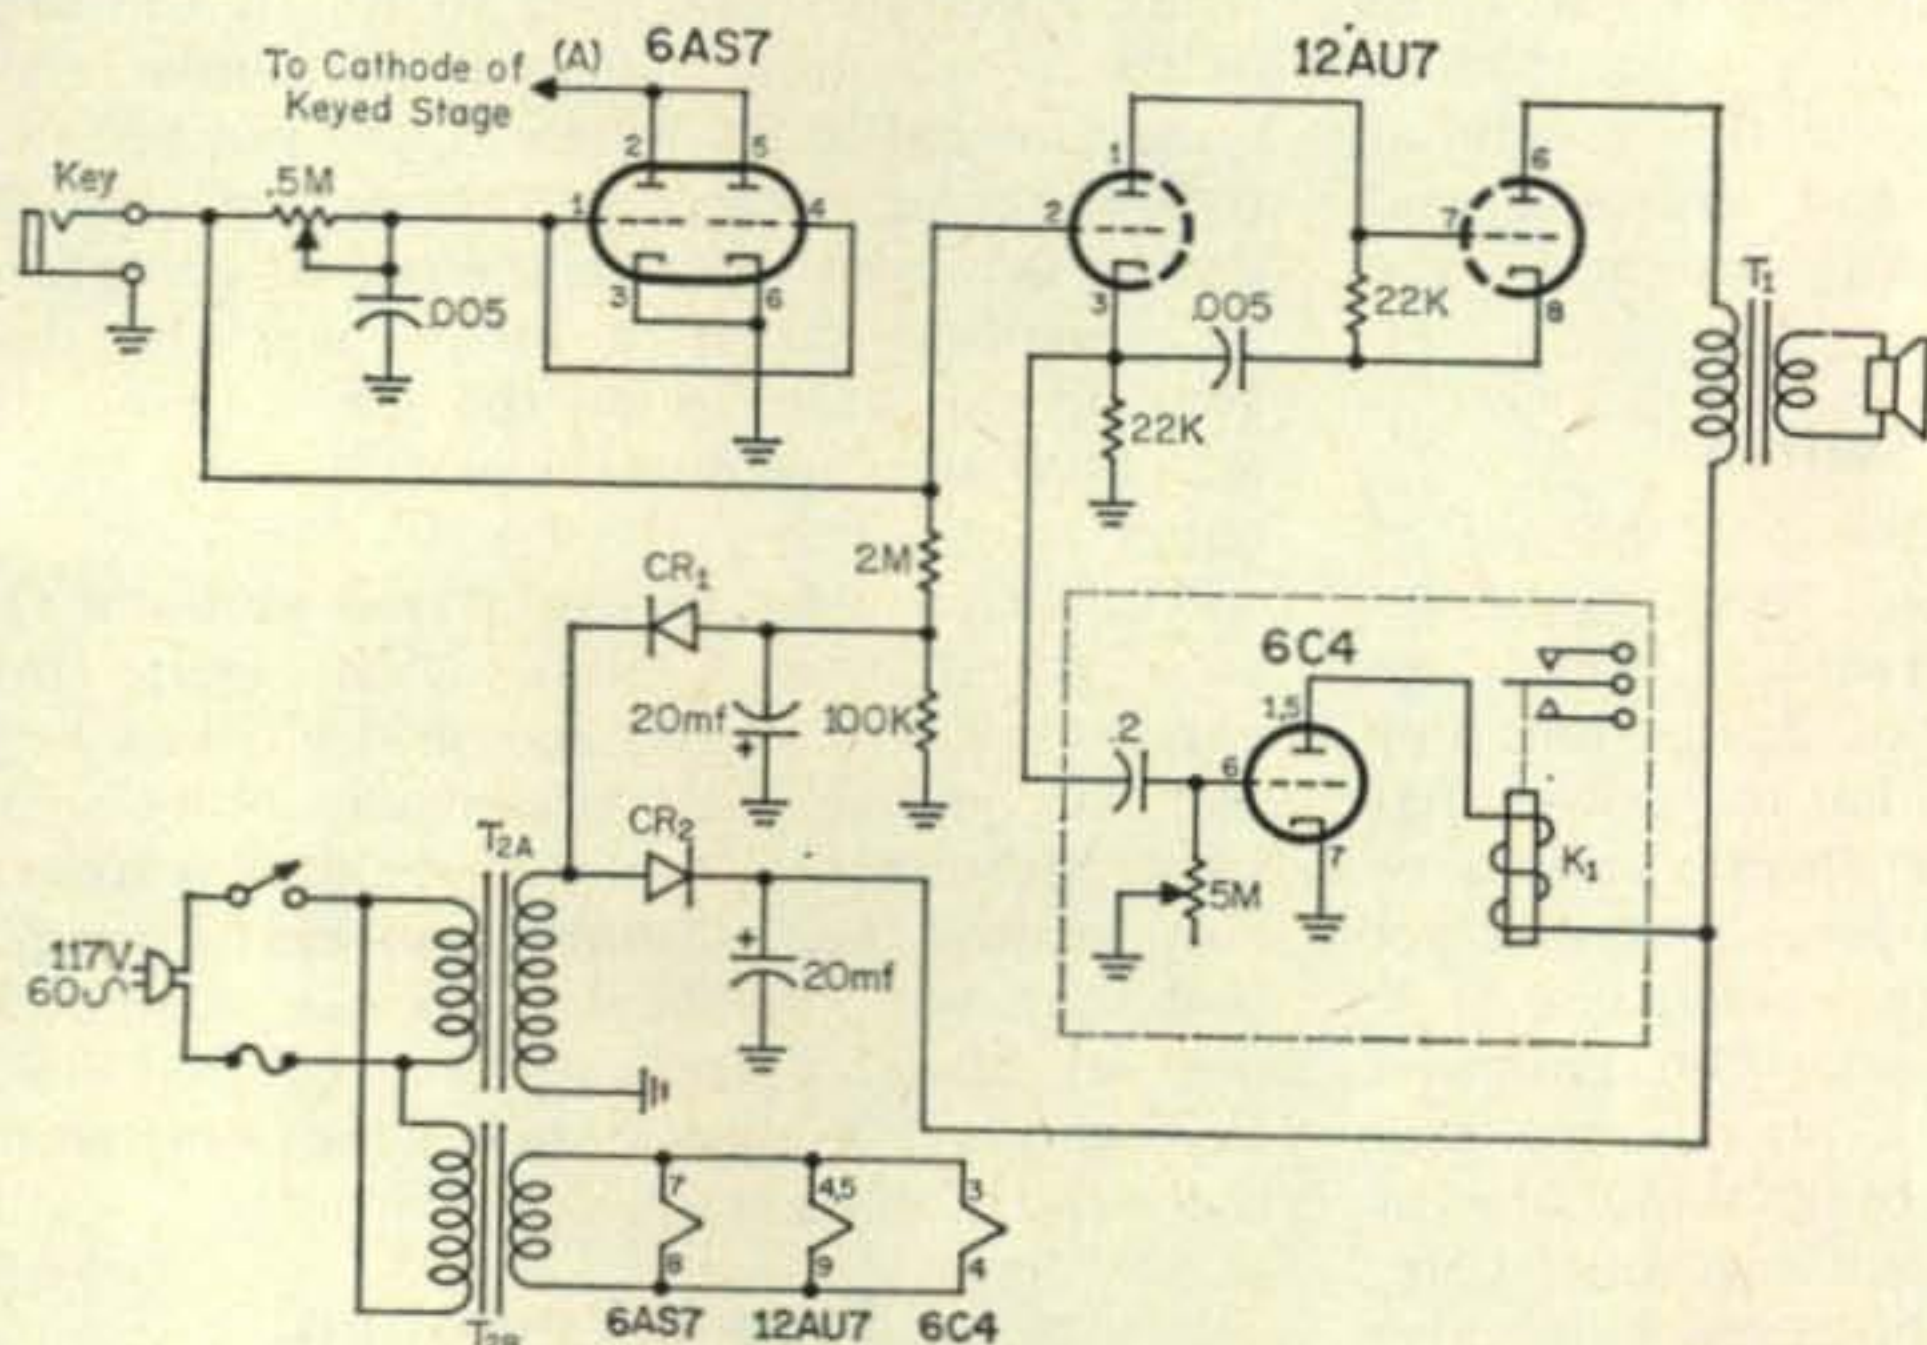 To Cathode of (A)
Keyed Stage
6AS7
12AU7
Key
.5M
2
5
1
4
3
6
.005
1
2
3
.005
22K
22K
6
7
8
T1
2M
CR1
20mf
+
100K
6C4
1,5
.2
6
7
5M
K1
T2A
CR2
+
20mf
117V
60
7
8
4,5
9
3
4
T2B
6AS7
12AU7
6C4